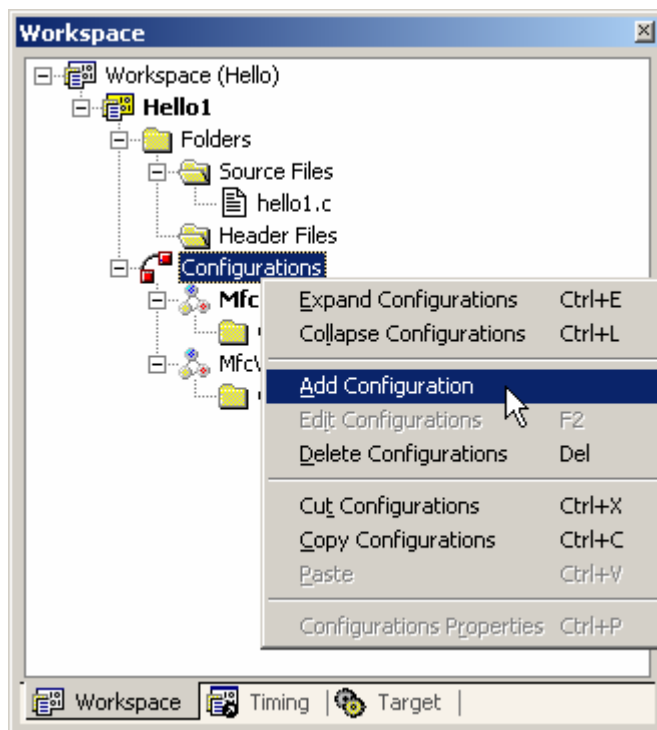 Workspace
Workspace (Hello)
Hello1
Folders
Source Files
hello1.c
Header Files
Configurations
Mfc
Mfc\
Expand Configurations Ctrl+E
Collapse Configurations Ctrl+L
Add Configuration
Edit Configurations F2
Delete Configurations Del
Cut Configurations Ctrl+X
Copy Configurations Ctrl+C
Paste Ctrl+V
Configurations Properties Ctrl+P
Workspace Timing Target